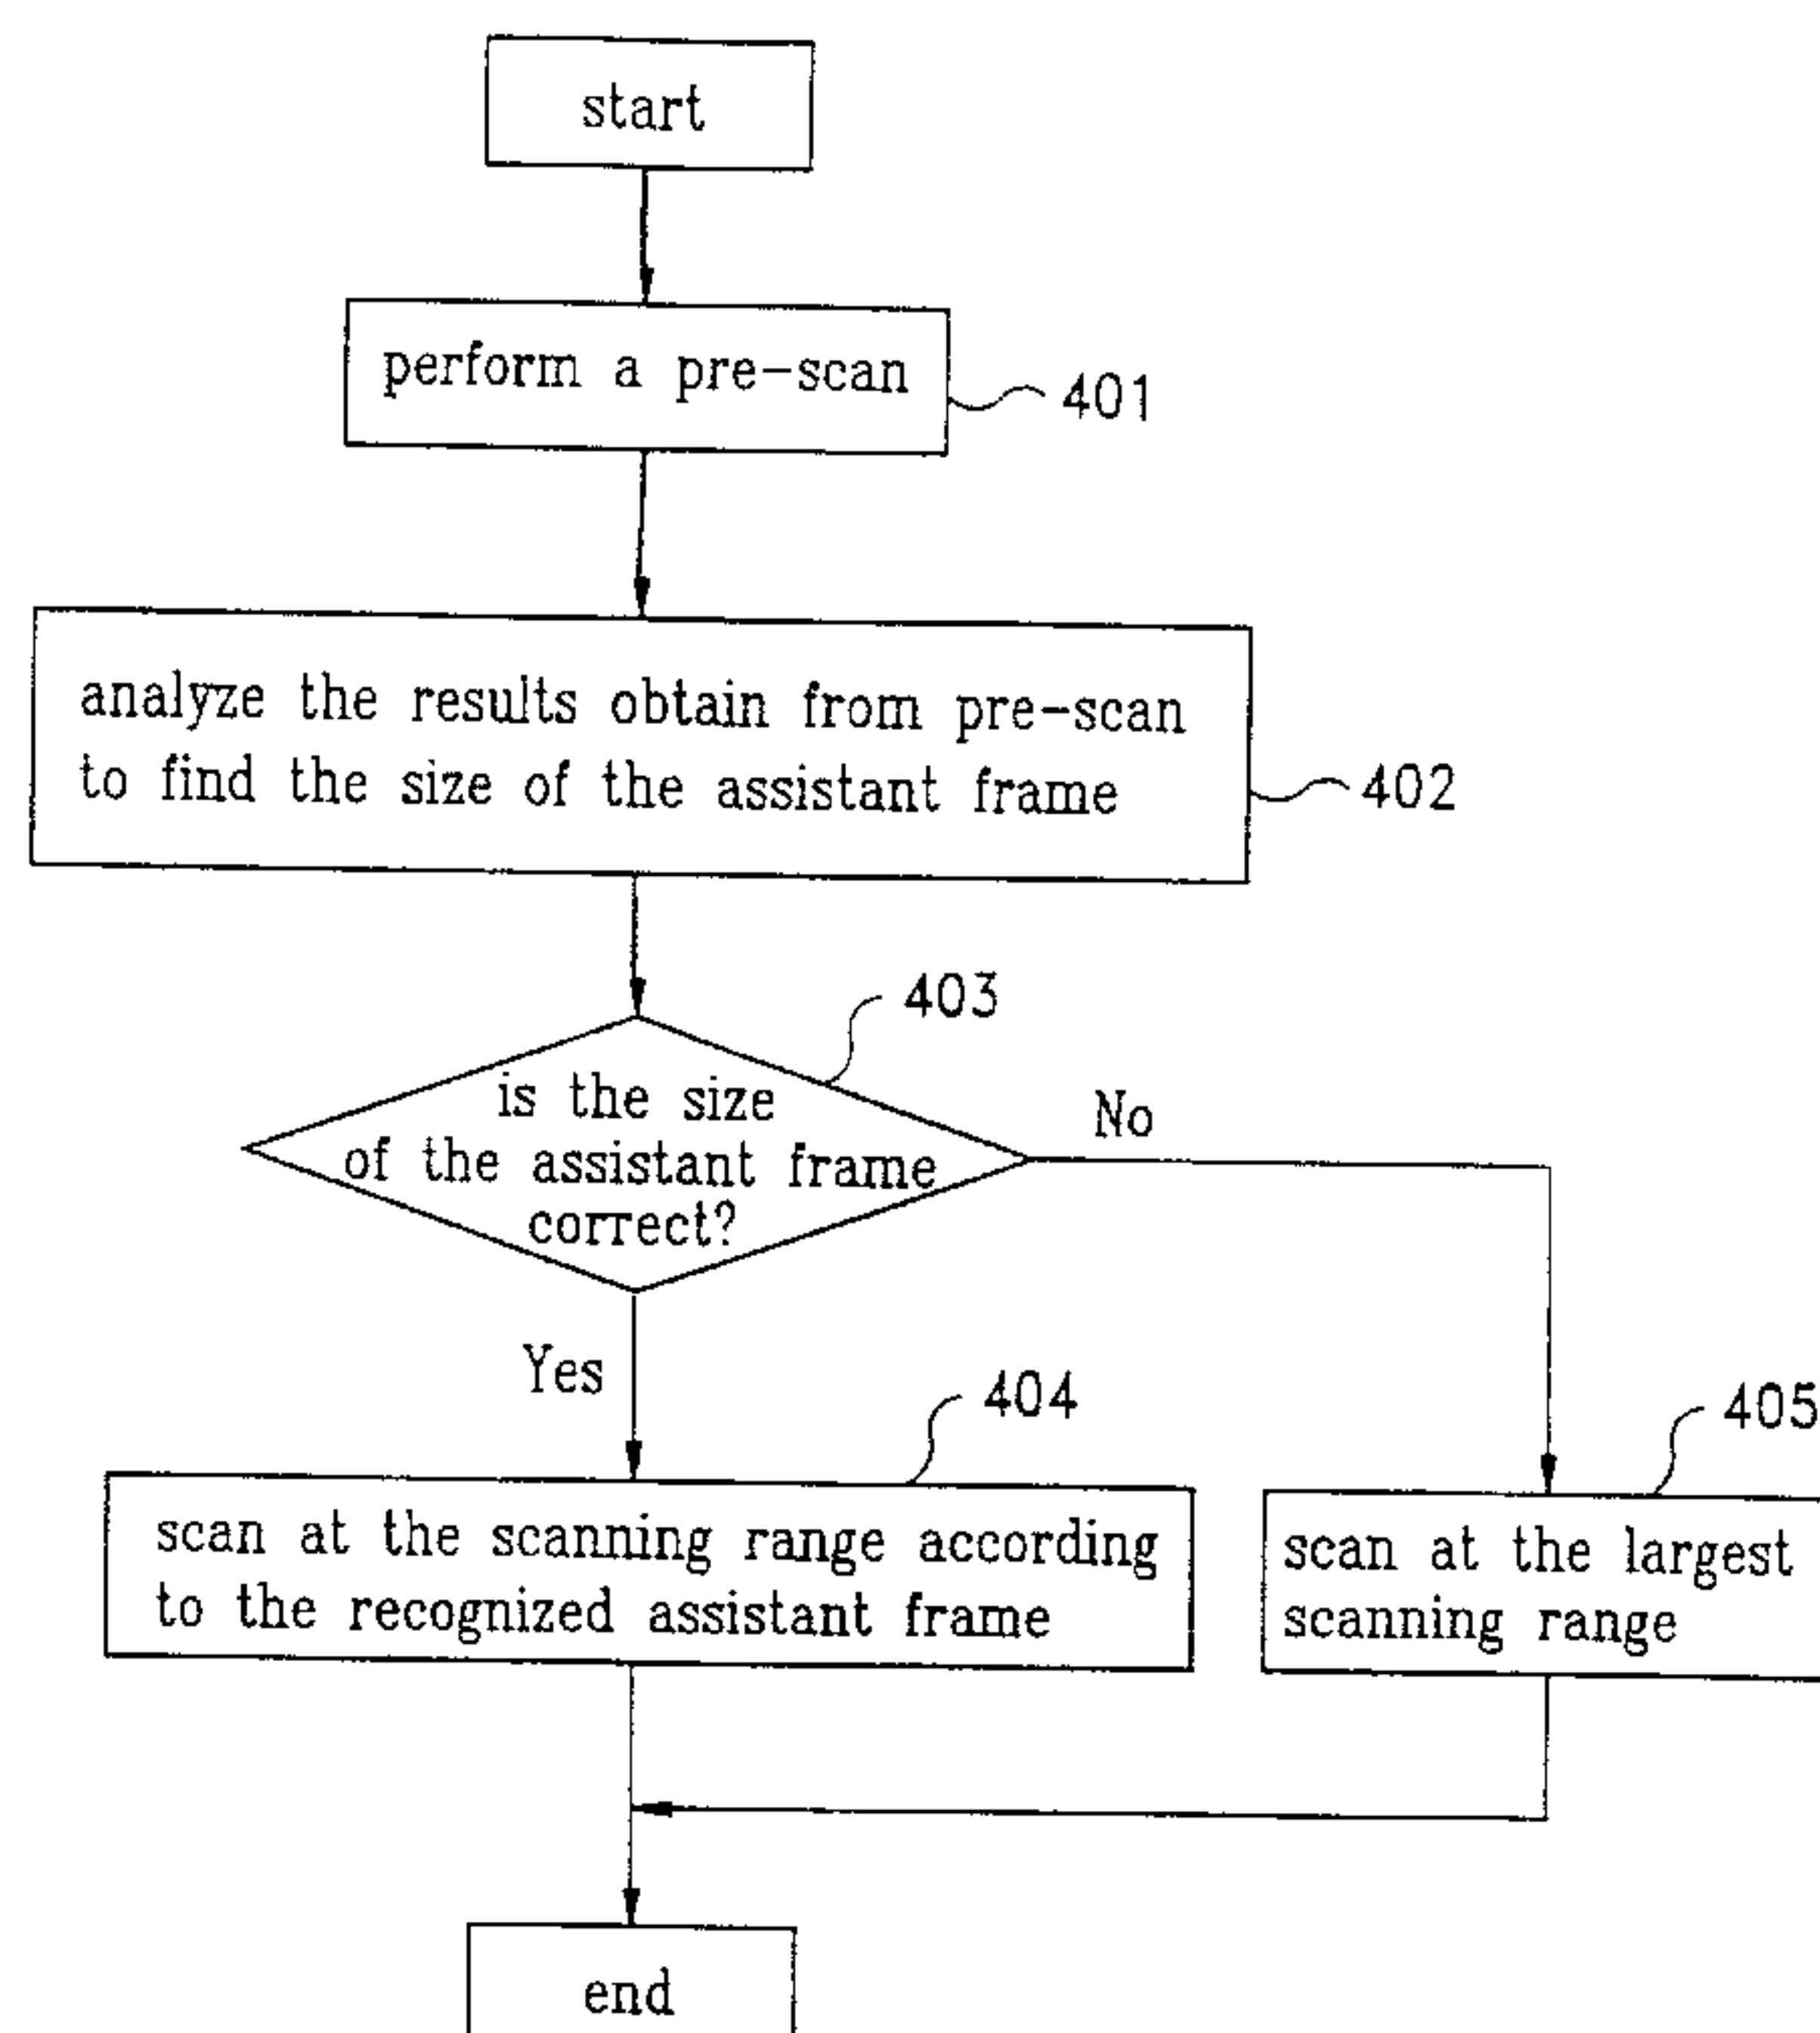 start
perform a pre-scan
401
analyze the results obtain from pre-scan
to find the size of the assistant frame
402
403
is the size
of the assistant frame
correct?
No
Yes
404
405
scan at the scanning range according
to the recognized assistant frame
scan at the largest
scanning range
end